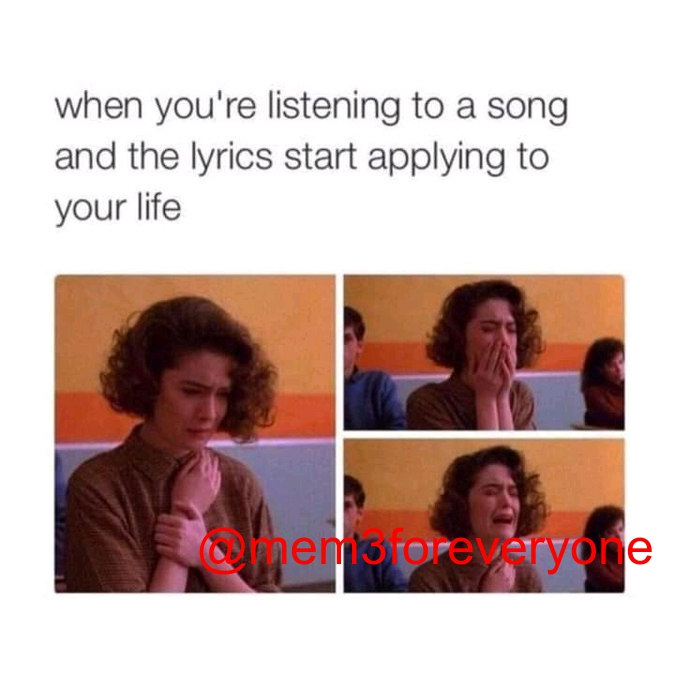 when you're listening to a song
and the lyrics start applying to
your life
@mem3foreveryone